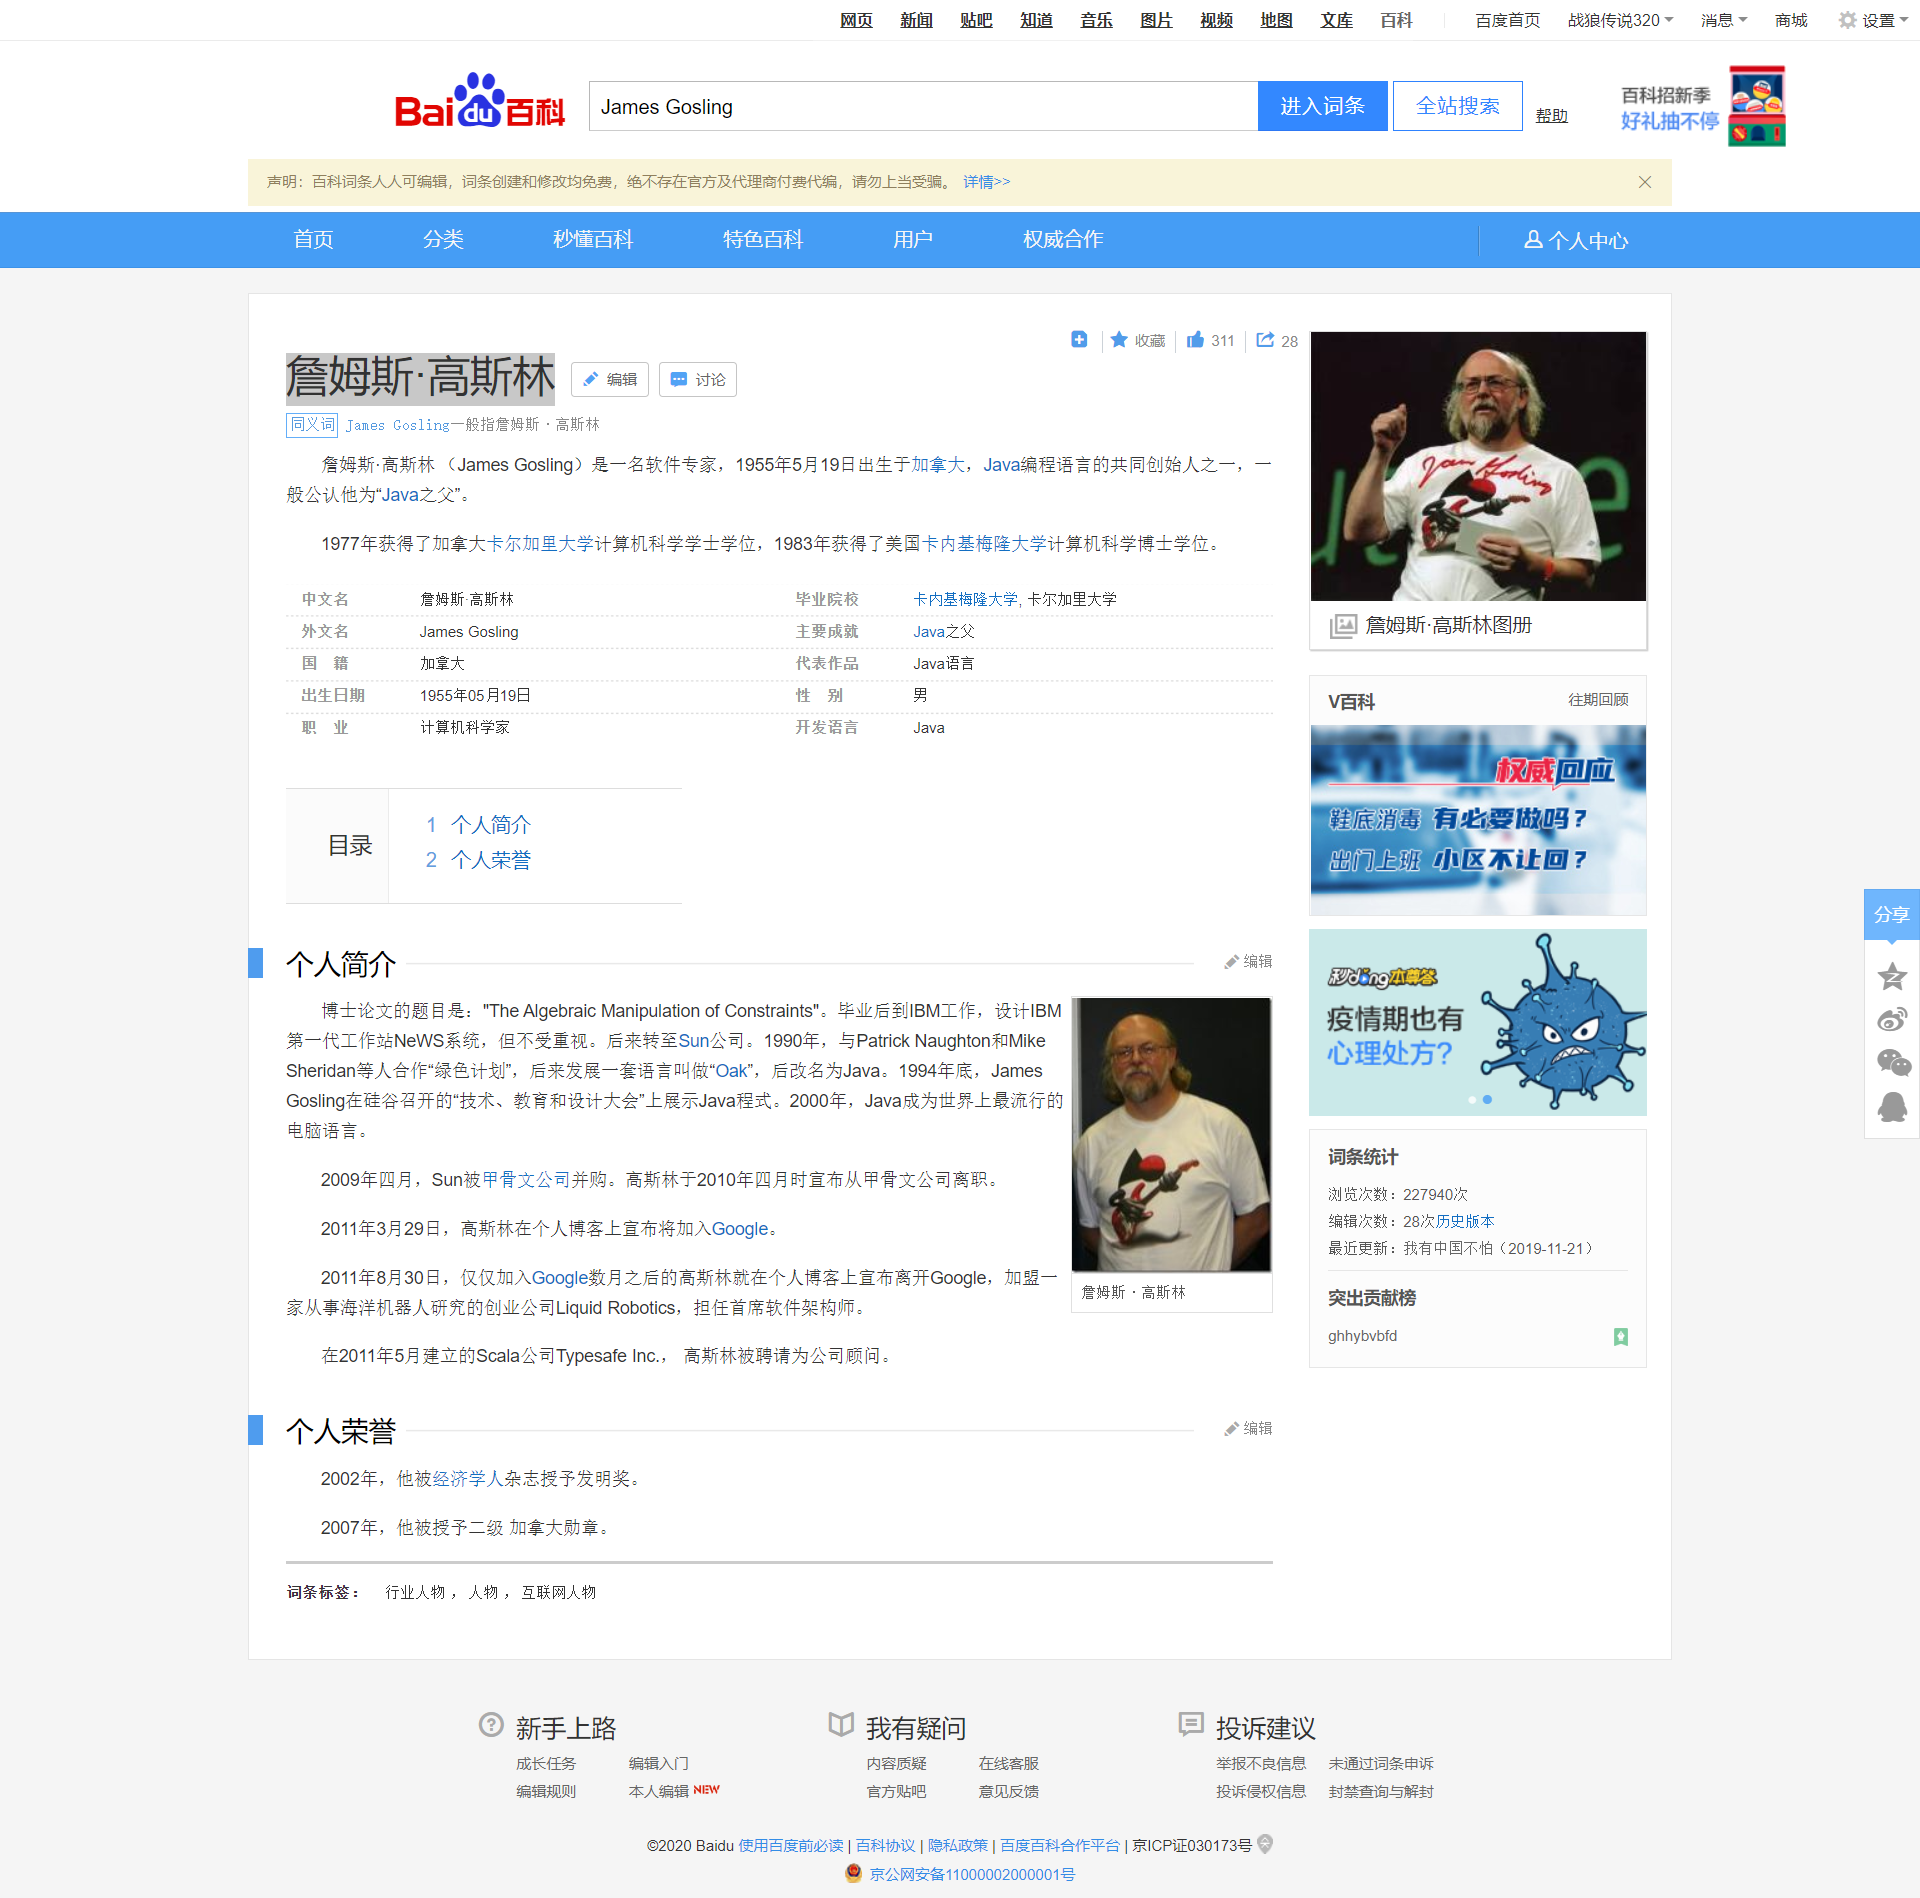 网页 新闻 贴吧 知道 音乐 图片 视频 地图 文库 百科 百度首页 战狼传说320 消息 商城 设置
Bai du 百科
James Gosling
进入词条 全站搜索 帮助
百科招新季
好礼抽不停
声明：百科词条人人可编辑，词条创建和修改均免费，绝不存在官方及代理商付费代编，请勿上当受骗。 详情>>
首页 分类 秒懂百科 特色百科 用户 权威合作 个人中心
收藏 311 28
詹姆斯·高斯林 编辑 讨论
同义词 James Gosling一般指詹姆斯·高斯林
詹姆斯·高斯林 （James Gosling）是一名软件专家，1955年5月19日出生于加拿大，Java编程语言的共同创始人之一，一
般公认他为“Java之父”。
1977年获得了加拿大卡尔加里大学计算机科学学士学位，1983年获得了美国卡内基梅隆大学计算机科学博士学位。
中文名 詹姆斯·高斯林 毕业院校 卡内基梅隆大学, 卡尔加里大学
外文名 James Gosling 主要成就 Java之父
国 籍 加拿大 代表作品 Java语言
出生日期 1955年05月19日 性 别 男
职 业 计算机科学家 开发语言 Java
目录
1 个人简介
2 个人荣誉
个人简介 编辑
博士论文的题目是："The Algebraic Manipulation of Constraints"。毕业后到IBM工作，设计IBM
第一代工作站NeWS系统，但不受重视。后来转至Sun公司。1990年，与Patrick Naughton和Mike
Sheridan等人合作“绿色计划”，后来发展一套语言叫做“Oak”，后改名为Java。1994年底，James
Gosling在硅谷召开的“技术、教育和设计大会”上展示Java程式。2000年，Java成为世界上最流行的
电脑语言。
2009年四月，Sun被甲骨文公司并购。高斯林于2010年四月时宣布从甲骨文公司离职。
2011年3月29日，高斯林在个人博客上宣布将加入Google。
2011年8月30日，仅仅加入Google数月之后的高斯林就在个人博客上宣布离开Google，加盟一
家从事海洋机器人研究的创业公司Liquid Robotics，担任首席软件架构师。
在2011年5月建立的Scala公司Typesafe Inc.， 高斯林被聘请为公司顾问。
詹姆斯·高斯林
个人荣誉 编辑
2002年，他被经济学人杂志授予发明奖。
2007年，他被授予二级 加拿大勋章。
词条标签： 行业人物 ， 人物 ， 互联网人物
詹姆斯·高斯林图册
V百科 往期回顾
权威回应
鞋底消毒 有必要做吗？
出门上班 小区不让回？
秒dong本尊答
疫情期也有
心理处方？
词条统计
浏览次数：227940次
编辑次数：28次历史版本
最近更新：我有中国不怕（2019-11-21）
突出贡献榜
ghhybvbfd
分享
新手上路 我有疑问 投诉建议
成长任务 编辑入门 内容质疑 在线客服 举报不良信息 未通过词条申诉
编辑规则 本人编辑 NEW 官方贴吧 意见反馈 投诉侵权信息 封禁查询与解封
©2020 Baidu 使用百度前必读 | 百科协议 | 隐私政策 | 百度百科合作平台 | 京ICP证030173号
京公网安备11000002000001号